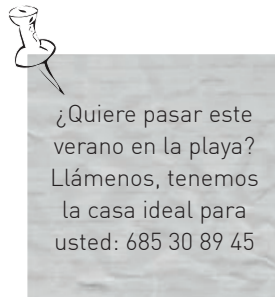 ¿Quiere pasar este
verano en la playa?
Llámenos, tenemos
la casa ideal para
usted: 685 30 89 45